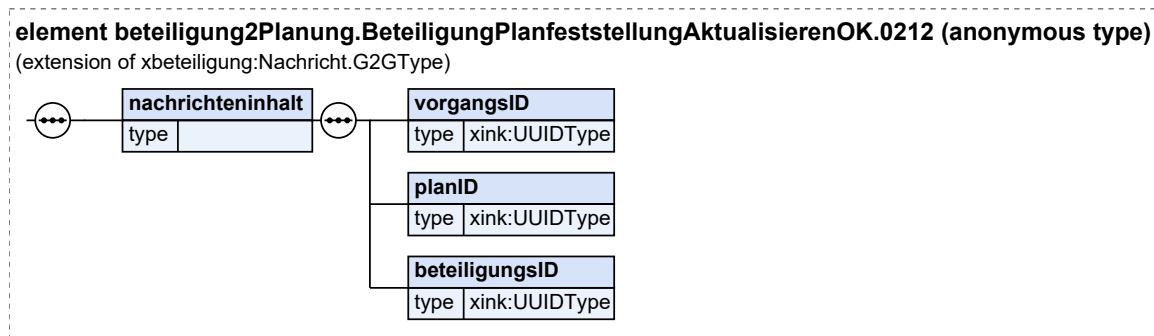 element beteiligung2Planung.BeteiligungPlanfeststellungAktualisierenOK.0212 (anonymous type)
(extension of xbeteiligung:Nachricht.G2GType)
nachrichteninhalt
type
vorgangsID
type xink:UUIDType
planID
type xink:UUIDType
beteiligungsID
type xink:UUIDType